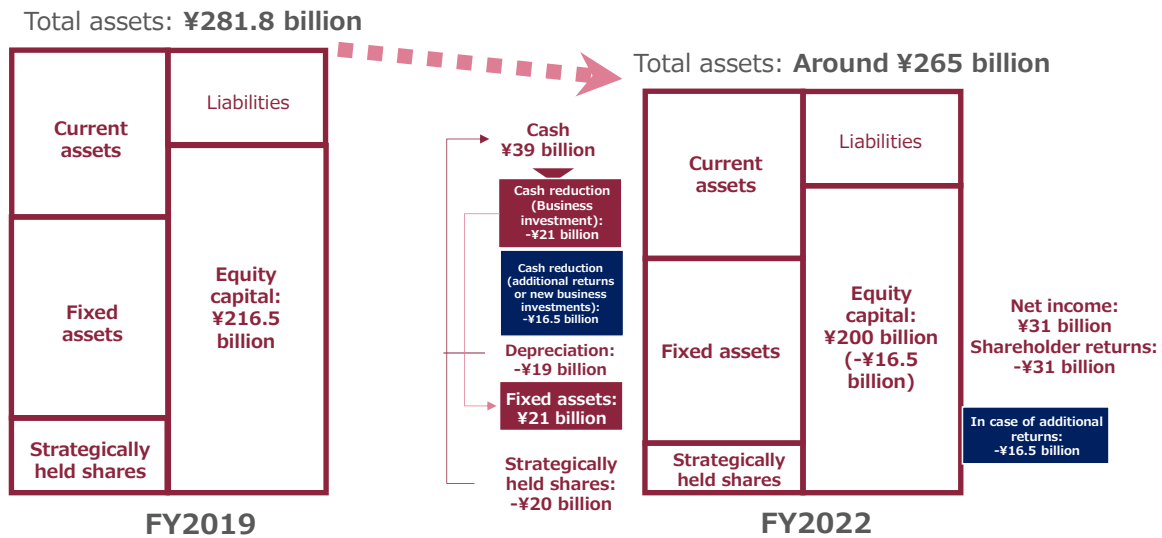 Total assets: ¥281.8 billion
Current
assets
Fixed
assets
Strategically
held shares
Liabilities
Equity
capital:
¥216.5
billion
FY2019
Cash
¥39 billion
Cash reduction
(Business
investment):
-¥21 billion
Cash reduction
(additional returns
or new business
investments):
-¥16.5 billion
Depreciation:
-¥19 billion
Fixed assets:
¥21 billion
Strategically
held shares:
-¥20 billion
Total assets: Around ¥265 billion
Current
assets
Fixed assets
Strategically
held shares
Liabilities
Equity
capital:
¥200 billion
(-¥16.5
billion)
FY2022
Net income:
¥31 billion
Shareholder returns:
-¥31 billion
In case of additional
returns:
-¥16.5 billion